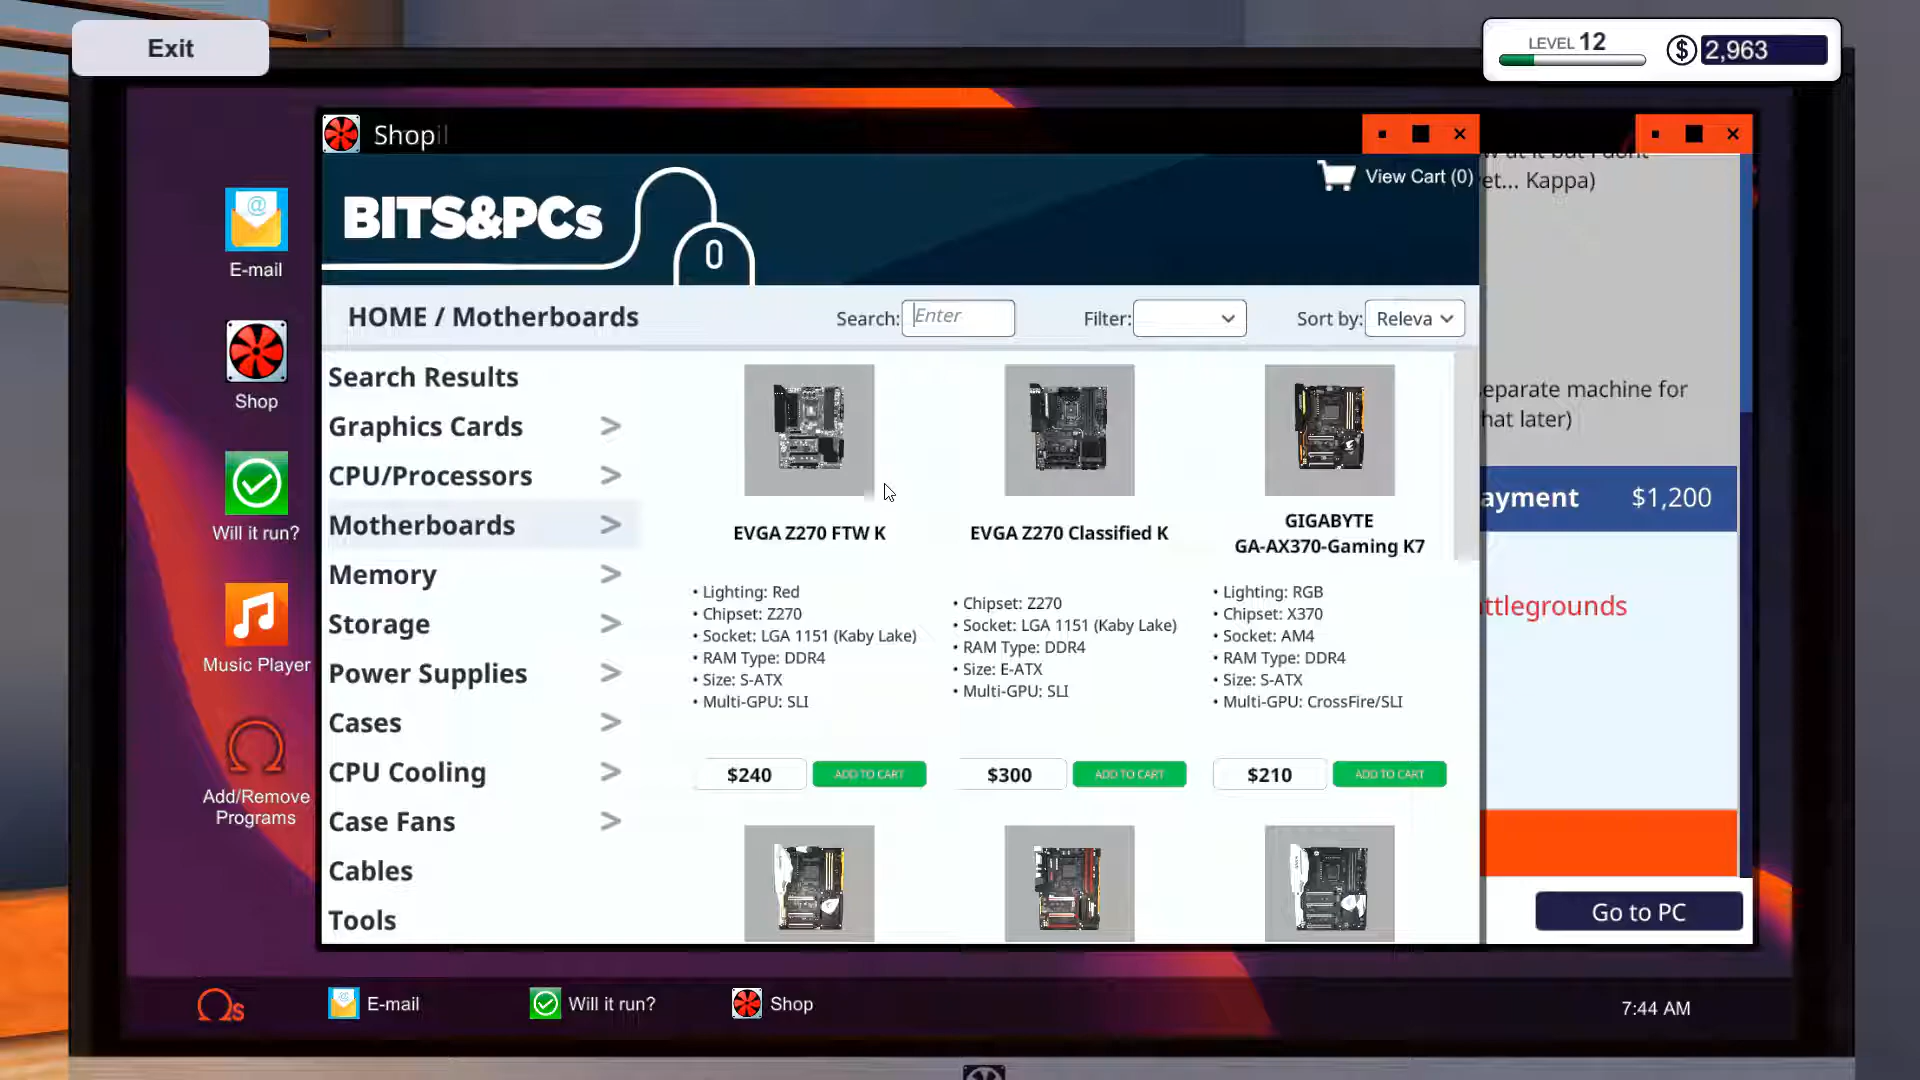 Exit
LEVEL 12
$ 2,963
Shop
View Cart (0)
BITS&PCs
HOME / Motherboards
Search:
Enter
Filter:
Sort by:
Releva
Search Results
Graphics Cards >
CPU/Processors >
Motherboards >
Memory >
Storage >
Power Supplies >
Cases >
CPU Cooling >
Case Fans >
Cables
Tools
EVGA Z270 FTW K
• Lighting: Red
• Chipset: Z270
• Socket: LGA 1151 (Kaby Lake)
• RAM Type: DDR4
• Size: S-ATX
• Multi-GPU: SLI
$240
ADD TO CART
EVGA Z270 Classified K
• Chipset: Z270
• Socket: LGA 1151 (Kaby Lake)
• RAM Type: DDR4
• Size: E-ATX
• Multi-GPU: SLI
$300
ADD TO CART
GIGABYTE
GA-AX370-Gaming K7
• Lighting: RGB
• Chipset: X370
• Socket: AM4
• RAM Type: DDR4
• Size: S-ATX
• Multi-GPU: CrossFire/SLI
$210
ADD TO CART
et... Kappa)
eparate machine for
hat later)
ayment $1,200
ttlegrounds
Go to PC
E-mail
Shop
Will it run?
Music Player
Add/Remove
Programs
Ωs
E-mail
Will it run?
Shop
7:44 AM